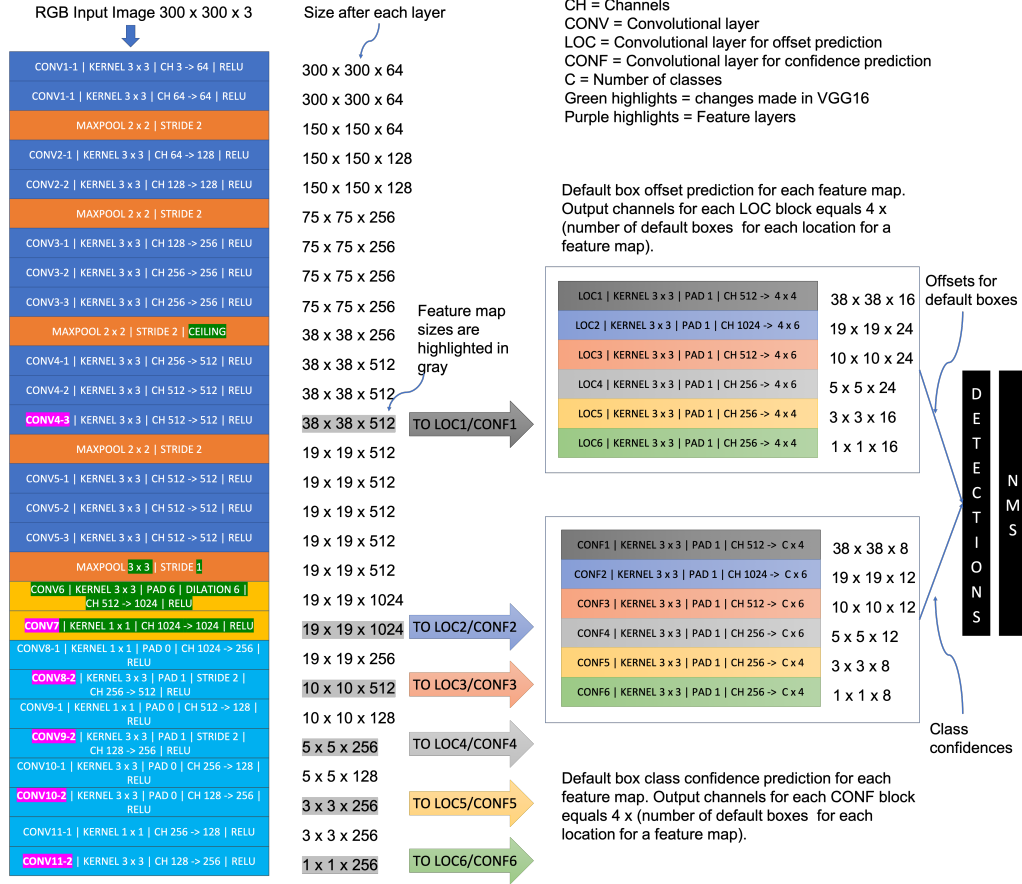 RGB Input Image 300 x 300 x 3
Size after each layer
CH = Channels
CONV = Convolutional layer
LOC = Convolutional layer for offset prediction
CONF = Convolutional layer for confidence prediction
C = Number of classes
Green highlights = changes made in VGG16
Purple highlights = Feature layers
CONV1-1 | KERNEL 3 x 3 | CH 3 -> 64 | RELU
300 x 300 x 64
CONV1-1 | KERNEL 3 x 3 | CH 64 -> 64 | RELU
300 x 300 x 64
MAXPOOL 2 x 2 | STRIDE 2
150 x 150 x 64
CONV2-1 | KERNEL 3 x 3 | CH 64 -> 128 | RELU
150 x 150 x 128
CONV2-2 | KERNEL 3 x 3 | CH 128 -> 128 | RELU
150 x 150 x 128
MAXPOOL 2 x 2 | STRIDE 2
75 x 75 x 256
CONV3-1 | KERNEL 3 x 3 | CH 128 -> 256 | RELU
75 x 75 x 256
CONV3-2 | KERNEL 3 x 3 | CH 256 -> 256 | RELU
75 x 75 x 256
CONV3-3 | KERNEL 3 x 3 | CH 256 -> 256 | RELU
75 x 75 x 256
MAXPOOL 2 x 2 | STRIDE 2 | CEILING
38 x 38 x 256
CONV4-1 | KERNEL 3 x 3 | CH 256 -> 512 | RELU
38 x 38 x 512
CONV4-2 | KERNEL 3 x 3 | CH 512 -> 512 | RELU
38 x 38 x 512
CONV4-3 | KERNEL 3 x 3 | CH 512 -> 512 | RELU
38 x 38 x 512
TO LOC1/CONF1
MAXPOOL 2 x 2 | STRIDE 2
19 x 19 x 512
CONV5-1 | KERNEL 3 x 3 | CH 512 -> 512 | RELU
19 x 19 x 512
CONV5-2 | KERNEL 3 x 3 | CH 512 -> 512 | RELU
19 x 19 x 512
CONV5-3 | KERNEL 3 x 3 | CH 512 -> 512 | RELU
19 x 19 x 512
MAXPOOL 3 x 3 | STRIDE 1
19 x 19 x 512
CONV6 | KERNEL 3 x 3 | PAD 6 | DILATION 6 |
CH 512 -> 1024 | RELU
19 x 19 x 1024
CONV7 | KERNEL 1 x 1 | CH 1024 -> 1024 | RELU
19 x 19 x 1024
TO LOC2/CONF2
CONV8-1 | KERNEL 1 x 1 | PAD 0 | CH 1024 -> 256 |
RELU
19 x 19 x 256
CONV8-2 | KERNEL 3 x 3 | PAD 1 | STRIDE 2 |
CH 256 -> 512 | RELU
10 x 10 x 512
TO LOC3/CONF3
CONV9-1 | KERNEL 1 x 1 | PAD 0 | CH 512 -> 128 |
RELU
10 x 10 x 128
CONV9-2 | KERNEL 3 x 3 | PAD 1 | STRIDE 2 |
CH 128 -> 256 | RELU
5 x 5 x 256
TO LOC4/CONF4
CONV10-1 | KERNEL 3 x 3 | PAD 0 | CH 256 -> 128 |
RELU
5 x 5 x 128
CONV10-2 | KERNEL 3 x 3 | PAD 0 | CH 128 -> 256 |
RELU
3 x 3 x 256
TO LOC5/CONF5
CONV11-1 | KERNEL 1 x 1 | CH 256 -> 128 | RELU
3 x 3 x 256
CONV11-2 | KERNEL 3 x 3 | CH 128 -> 256 | RELU
1 x 1 x 256
TO LOC6/CONF6
Feature map
sizes are
highlighted in
gray
Default box offset prediction for each feature map.
Output channels for each LOC block equals 4 x
(number of default boxes for each location for a
feature map).
LOC1 | KERNEL 3 x 3 | PAD 1 | CH 512 -> 4 x 4
38 x 38 x 16
LOC2 | KERNEL 3 x 3 | PAD 1 | CH 1024 -> 4 x 6
19 x 19 x 24
LOC3 | KERNEL 3 x 3 | PAD 1 | CH 512 -> 4 x 6
10 x 10 x 24
LOC4 | KERNEL 3 x 3 | PAD 1 | CH 256 -> 4 x 6
5 x 5 x 24
LOC5 | KERNEL 3 x 3 | PAD 1 | CH 256 -> 4 x 4
3 x 3 x 16
LOC6 | KERNEL 3 x 3 | PAD 1 | CH 256 -> 4 x 4
1 x 1 x 16
Offsets for
default boxes
CONF1 | KERNEL 3 x 3 | PAD 1 | CH 512 -> C x 4
38 x 38 x 8
CONF2 | KERNEL 3 x 3 | PAD 1 | CH 1024 -> C x 6
19 x 19 x 12
CONF3 | KERNEL 3 x 3 | PAD 1 | CH 512 -> C x 6
10 x 10 x 12
CONF4 | KERNEL 3 x 3 | PAD 1 | CH 256 -> C x 6
5 x 5 x 12
CONF5 | KERNEL 3 x 3 | PAD 1 | CH 256 -> C x 4
3 x 3 x 8
CONF6 | KERNEL 3 x 3 | PAD 1 | CH 256 -> C x 4
1 x 1 x 8
Class
confidences
Default box class confidence prediction for each
feature map. Output channels for each CONF block
equals 4 x (number of default boxes for each
location for a feature map).
DETECTIONS
NMS